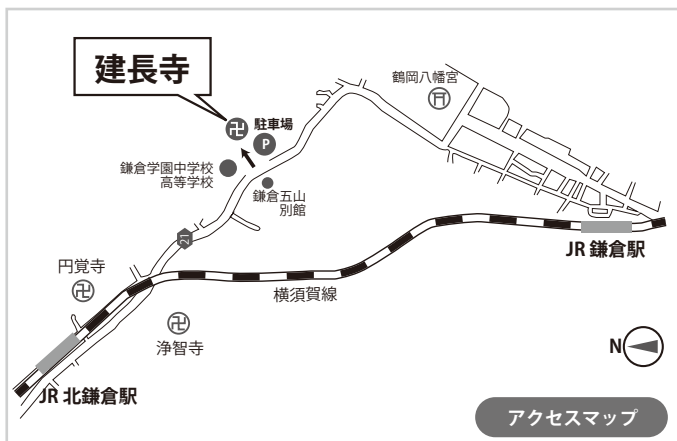 建長寺
鶴岡八幡宮
駐車場
P
鎌倉学園中学校
高等学校
鎌倉五山
別館
21
JR 鎌倉駅
円覚寺
横須賀線
浄智寺
N
JR 北鎌倉駅
アクセスマップ